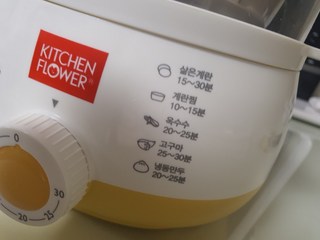 KITCHEN
FLOWER
삶은계란
15~30분
계란찜
10~15분
옥수수
20~25분
고구마
25~30분
냉동만두
20~25분
0
30
25
20